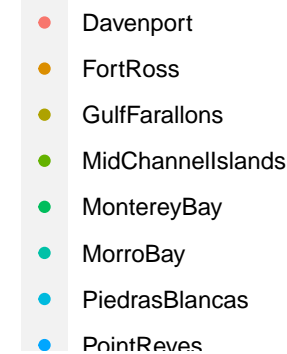 Davenport
FortRoss
GulfFarallons
MidChannelIslands
MontereyBay
MorroBay
PiedrasBlancas
PointReyes